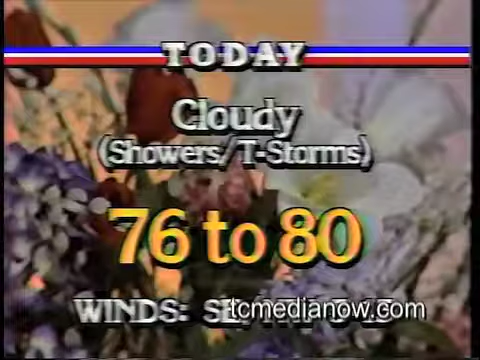 TODAY
Cloudy
(Showers/T-Storms)
76 to 80
WINDS:
tcmedianow.com